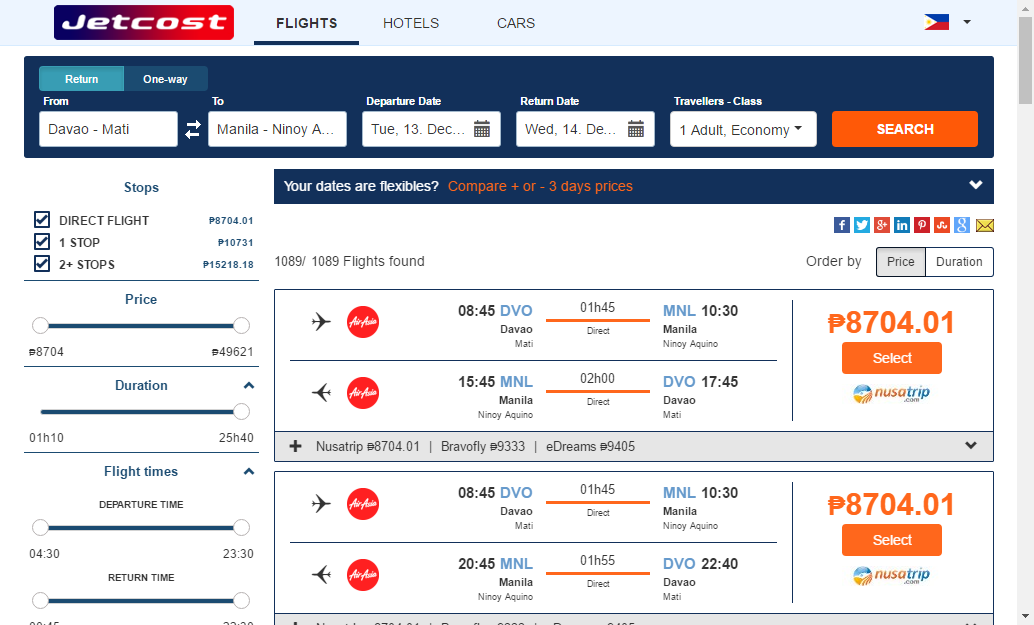 Jetcost
FLIGHTS
HOTELS
CARS
Return
One-way
From
To
Departure Date
Return Date
Travellers - Class
Davao - Mati
Manila - Ninoy A...
Tue, 13. Dec...
Wed, 14. De...
1 Adult, Economy
SEARCH
Stops
DIRECT FLIGHT ₱8704.01
1 STOP ₱10731
2+ STOPS ₱15218.18
Price
₱8704 ₱49621
Duration
01h10 25h40
Flight times
DEPARTURE TIME
04:30 23:30
RETURN TIME
Your dates are flexibles? Compare + or - 3 days prices
1089/ 1089 Flights found
Order by
Price
Duration
AirAsia
08:45 DVO
Davao
Mati
01h45
Direct
MNL 10:30
Manila
Ninoy Aquino
AirAsia
15:45 MNL
Manila
Ninoy Aquino
02h00
Direct
DVO 17:45
Davao
Mati
₱8704.01
Select
nusatrip
.com
Nusatrip ₱8704.01 | Bravofly ₱9333 | eDreams ₱9405
AirAsia
08:45 DVO
Davao
Mati
01h45
Direct
MNL 10:30
Manila
Ninoy Aquino
AirAsia
20:45 MNL
Manila
Ninoy Aquino
01h55
Direct
DVO 22:40
Davao
Mati
₱8704.01
Select
nusatrip
.com